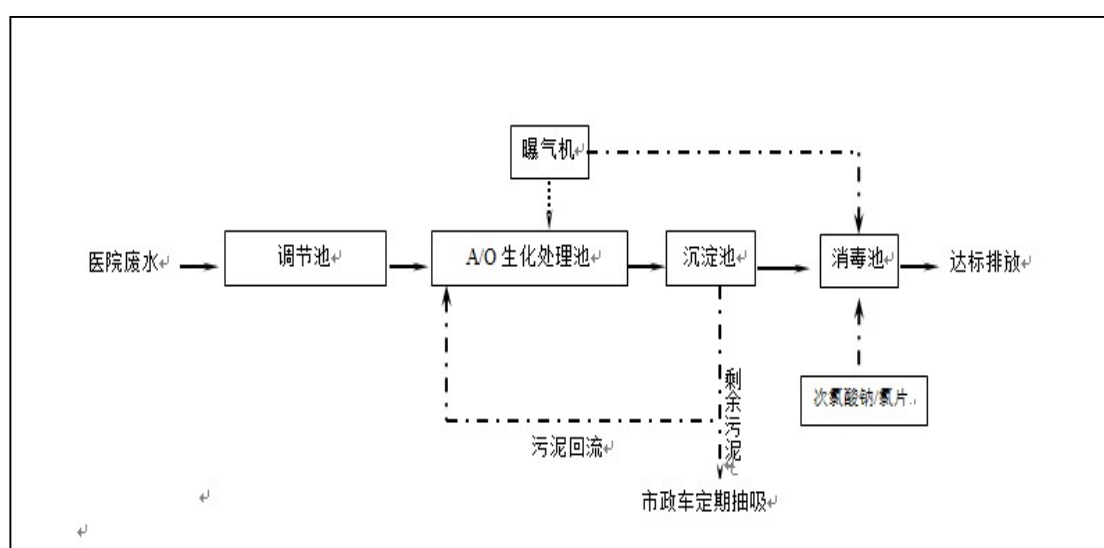 曝气机
医院废水
调节池
A/O 生化处理池
沉淀池
消毒池
达标排放
剩余污泥
次氯酸钠/氯片
污泥回流
市政车定期抽吸